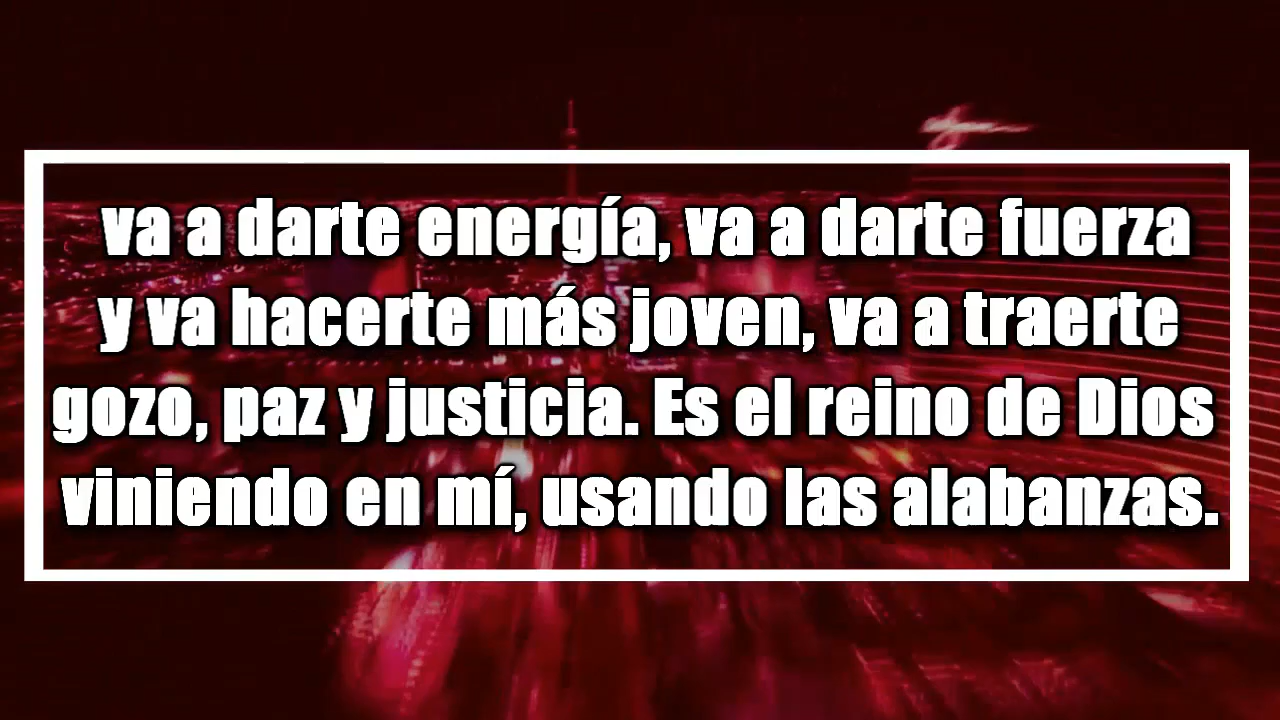 va a darte energía, va a darte fuerza
y va hacerte más joven, va a traerte
gozo, paz y justicia. Es el reino de Dios
viniendo en mí, usando las alabanzas.